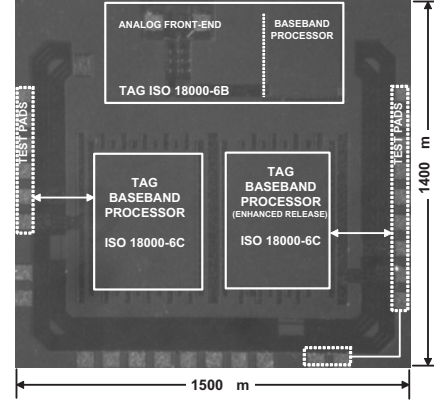 ANALOG FRONT-END
BASEBAND
PROCESSOR
TAG ISO 18000-6B
TEST PADS
TEST PADS
TAG
BASEBAND
PROCESSOR
ISO 18000-6C
TAG
BASEBAND
PROCESSOR
(ENHANCED RELEASE)
ISO 18000-6C
1400 m
1500 m